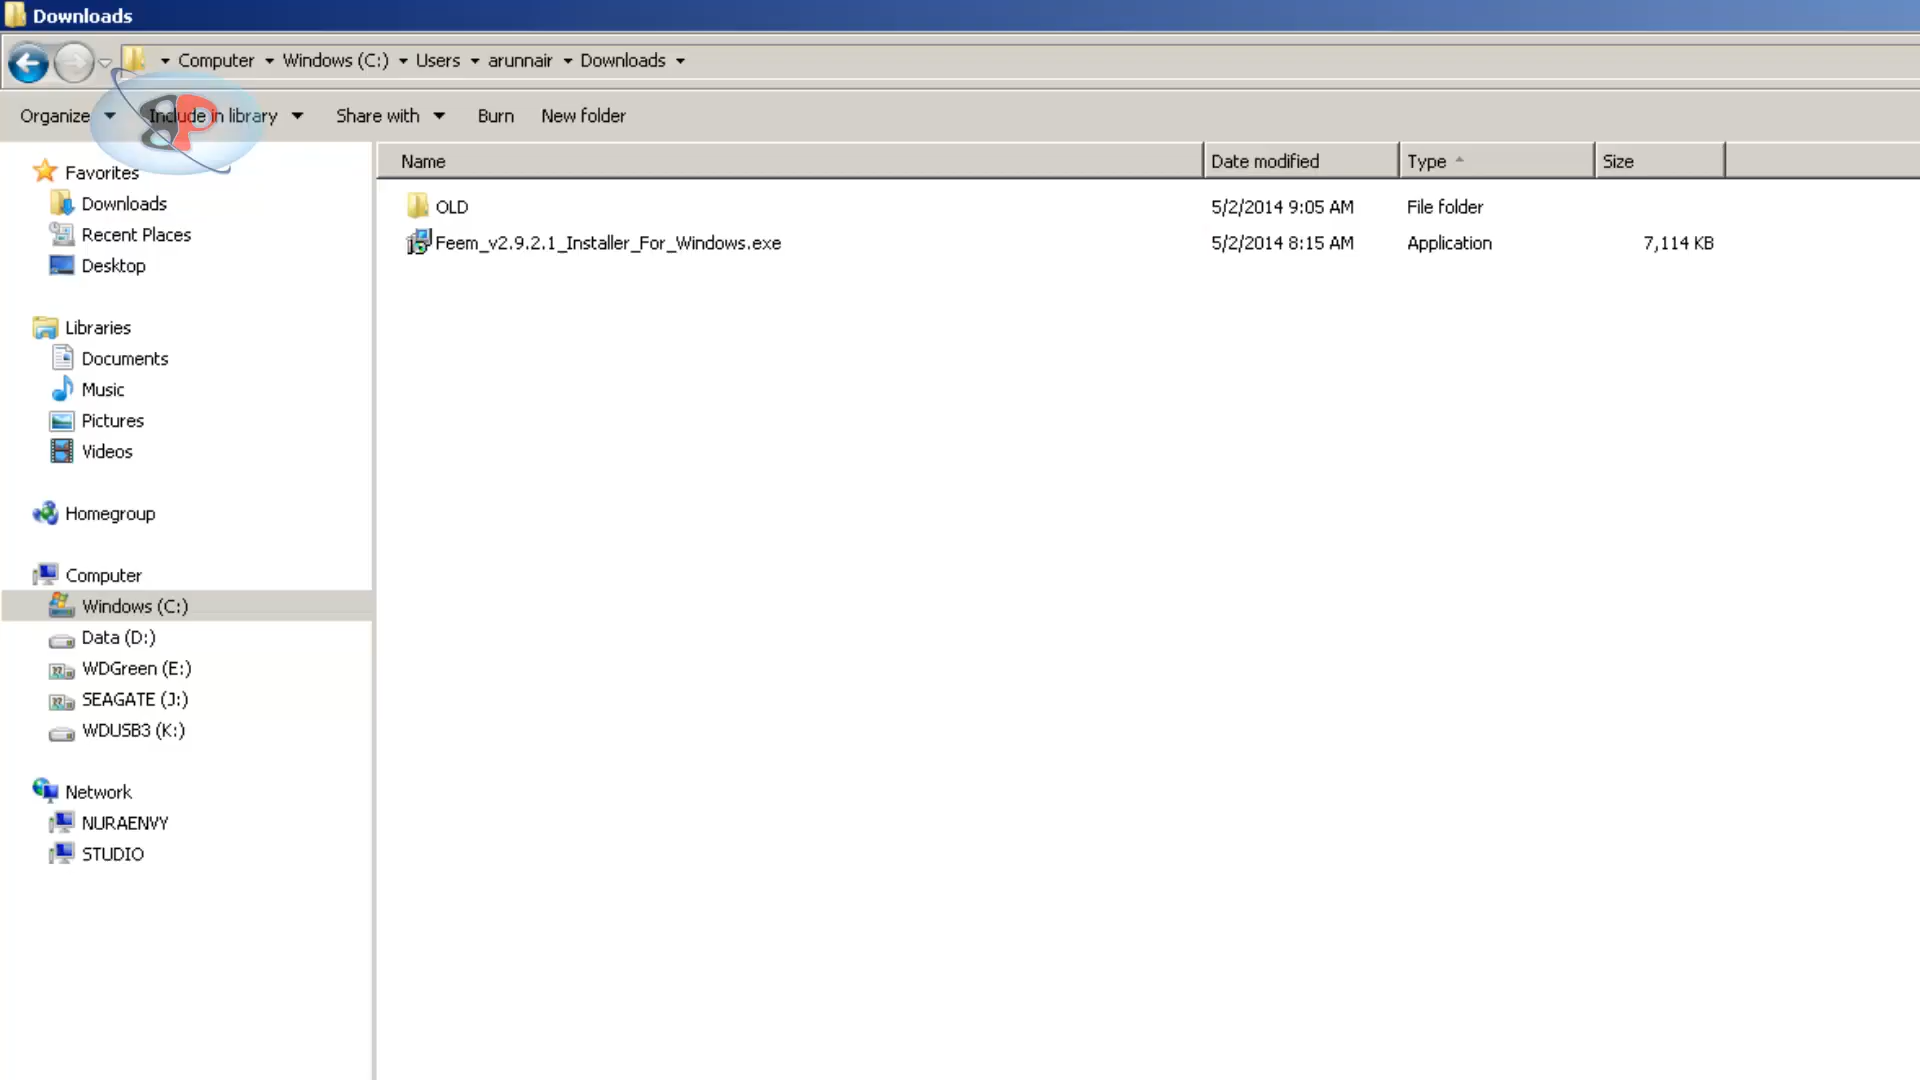 Downloads
Computer Windows (C:) Users arunnair Downloads
Organize Include in library Share with Burn New folder
Name Date modified Type Size
OLD 5/2/2014 9:05 AM File folder
Feem_v2.9.2.1_Installer_For_Windows.exe 5/2/2014 8:15 AM Application 7,114 KB
Favorites
Downloads
Recent Places
Desktop
Libraries
Documents
Music
Pictures
Videos
Homegroup
Computer
Windows (C:)
Data (D:)
WDGreen (E:)
SEAGATE (J:)
WDUSB3 (K:)
Network
NURAENVY
STUDIO